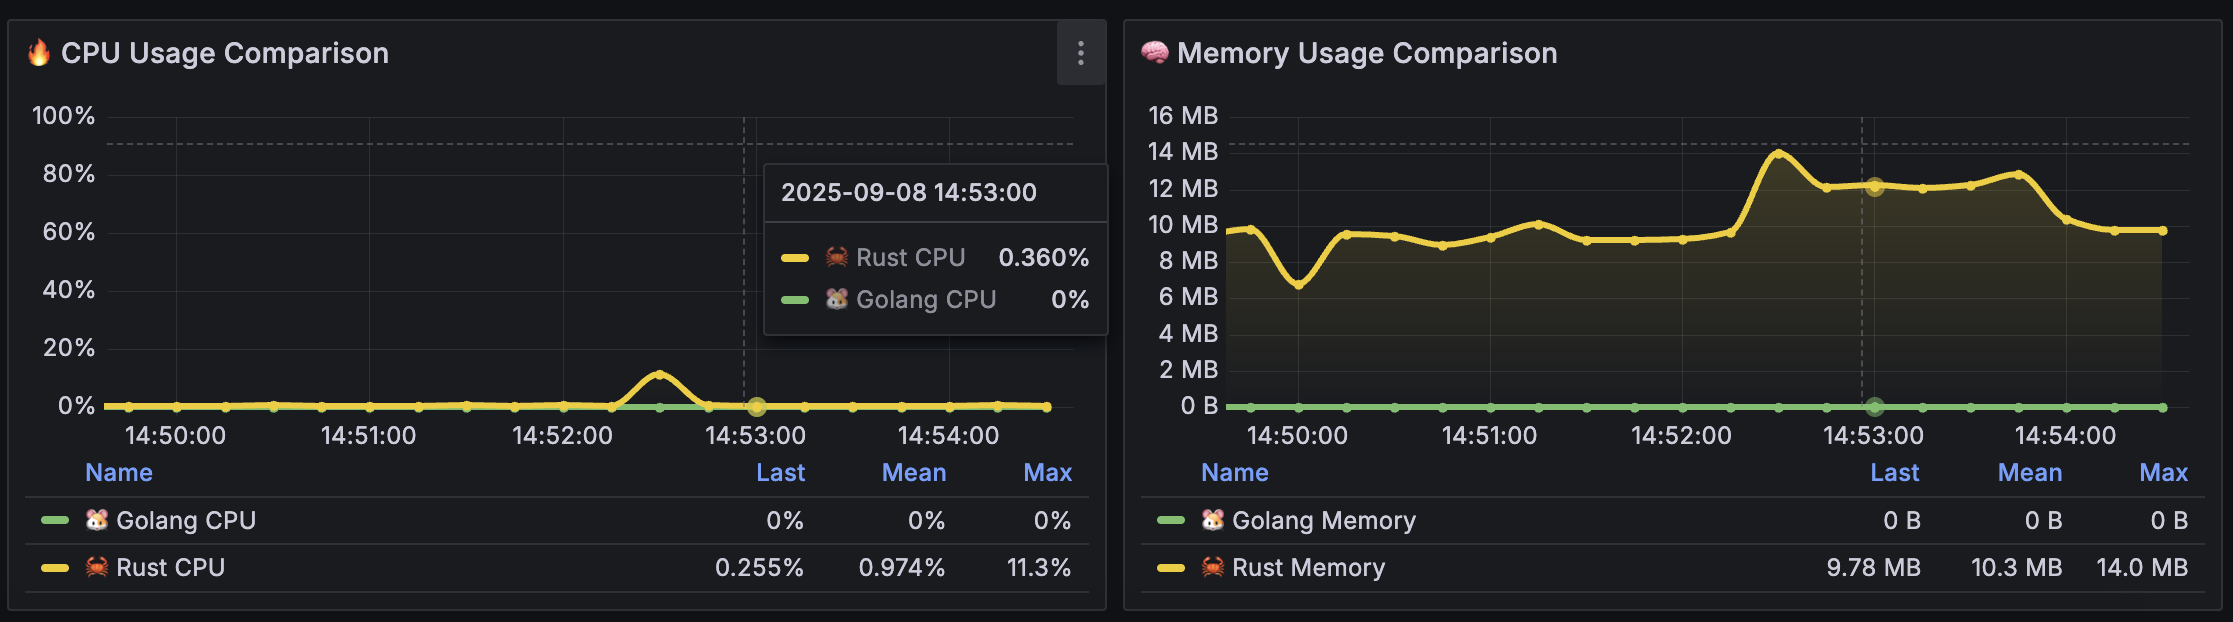 🔥 CPU Usage Comparison
100%
80%
60%
40%
20%
0%
14:50:00 14:51:00 14:52:00 14:53:00 14:54:00
2025-09-08 14:53:00
🦀 Rust CPU 0.360%
🐹 Golang CPU 0%
Name Last Mean Max
🐹 Golang CPU 0% 0% 0%
🦀 Rust CPU 0.255% 0.974% 11.3%
🧠 Memory Usage Comparison
16 MB
14 MB
12 MB
10 MB
8 MB
6 MB
4 MB
2 MB
0 B
14:50:00 14:51:00 14:52:00 14:53:00 14:54:00
Name Last Mean Max
🐹 Golang Memory 0 B 0 B 0 B
🦀 Rust Memory 9.78 MB 10.3 MB 14.0 MB